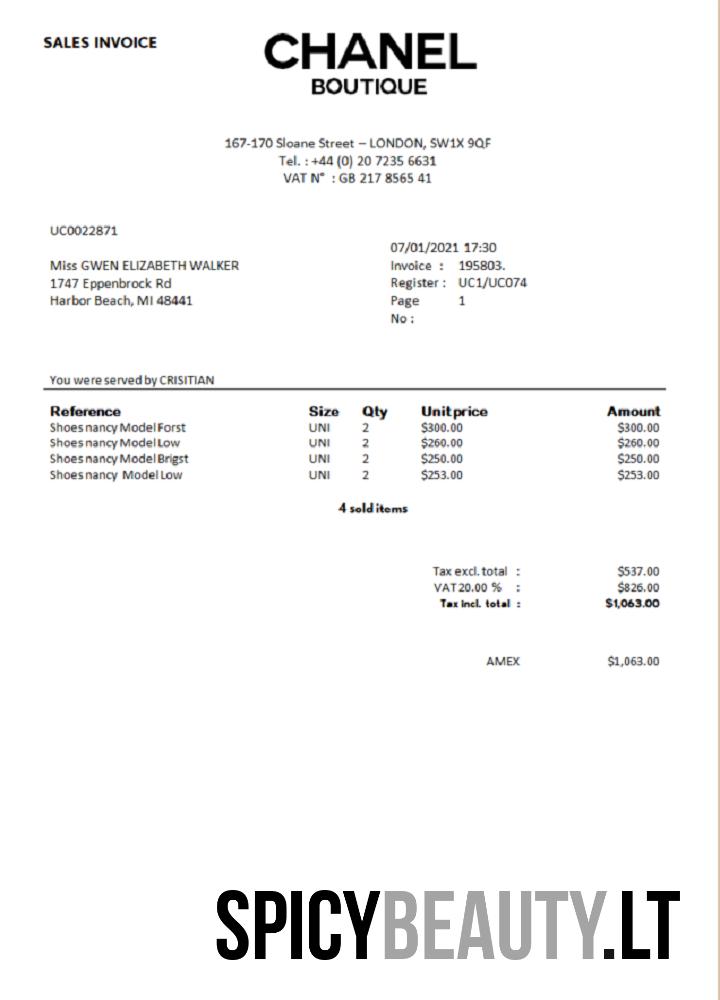 SALES INVOICE
CHANEL
BOUTIQUE
167-170 Sloane Street – LONDON, SW1X 9QF
Tel. : +44 (0) 20 7235 6631
VAT N° : GB 217 8565 41
UC0022871
07/01/2021 17:30
Miss GWEN ELIZABETH WALKER
Invoice : 195803.
1747 Eppenbrock Rd
Register : UC1/UC074
Harbor Beach, MI 48441
Page 1
No :
You were served by CRISITIAN
Reference Size Qty Unit price Amount
Shoes nancy Model Forst UNI 2 $300.00 $300.00
Shoes nancy Model Low UNI 2 $260.00 $260.00
Shoes nancy Model Brigst UNI 2 $250.00 $250.00
Shoes nancy Model Low UNI 2 $253.00 $253.00
4 sold items
Tax excl. total : $537.00
VAT 20.00 % : $826.00
Tax Incl. total : $1,063.00
AMEX $1,063.00
SPICYBEAUTY.LT